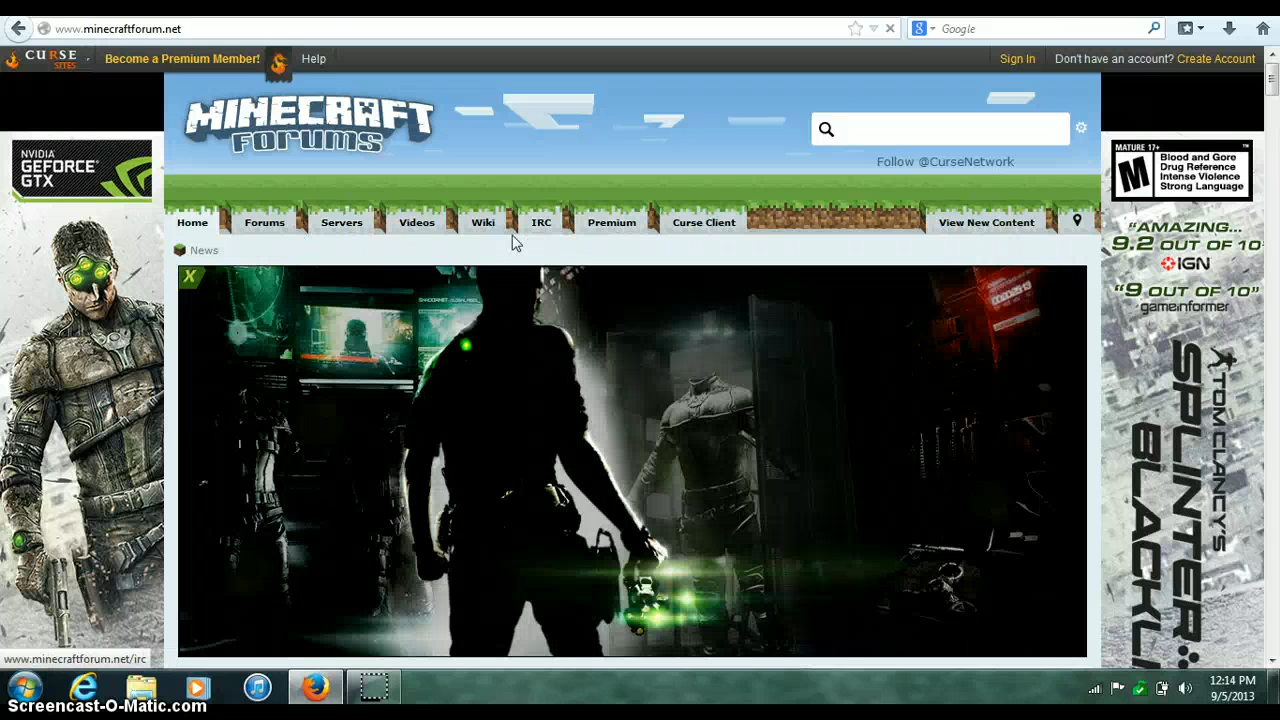 www.minecraftforum.net
Google
CURSE
SITES
Become a Premium Member!
Help
Sign In
Don't have an account? Create Account
MINECRAFT
FORUMS
Follow @CurseNetwork
Home
Forums
Servers
Videos
Wiki
IRC
Premium
Curse Client
View New Content
News
NVIDIA
GEFORCE
GTX
X
MATURE 17+
M
Blood and Gore
Drug Reference
Intense Violence
Strong Language
"AMAZING...
9.2 OUT OF 10"
IGN
"9 OUT OF 10"
gameinformer
TOM CLANCY'S
SPLINTER
BLACKLI
www.minecraftforum.net/irc
12:14 PM
9/5/2013
Screencast-O-Matic.com